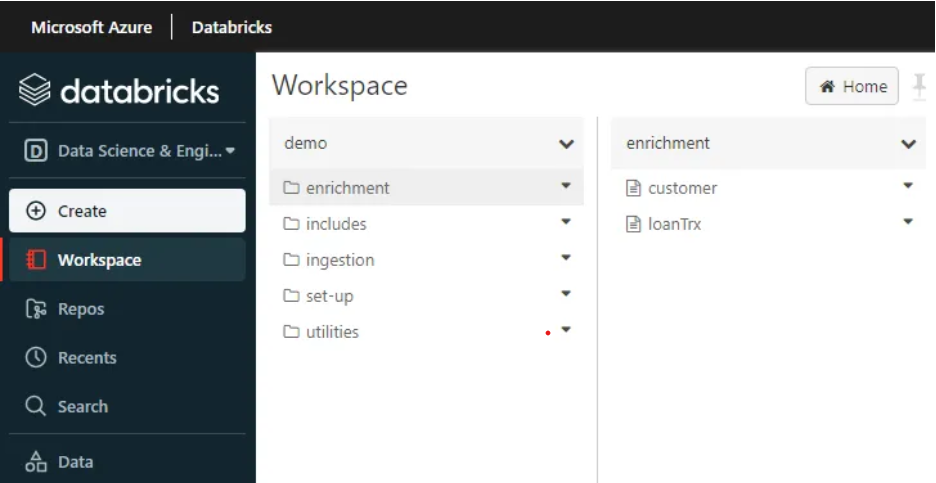 Microsoft Azure | Databricks
databricks
D Data Science & Engi...
Create
Workspace
Repos
Recents
Search
Data
Workspace
Home
demo
enrichment
includes
ingestion
set-up
utilities
enrichment
customer
loanTrx